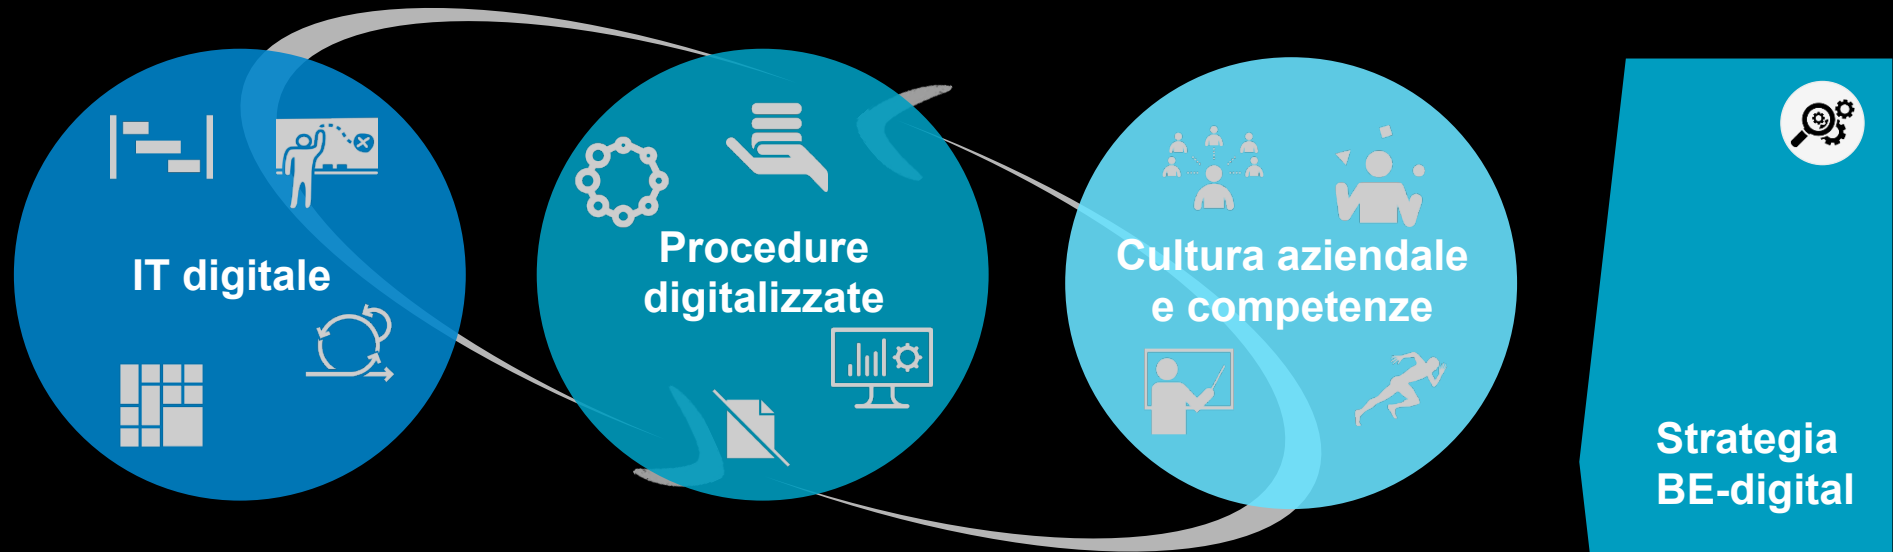 IT digitale
Procedure
digitalizzate
Cultura aziendale
e competenze
Strategia
BE-digital